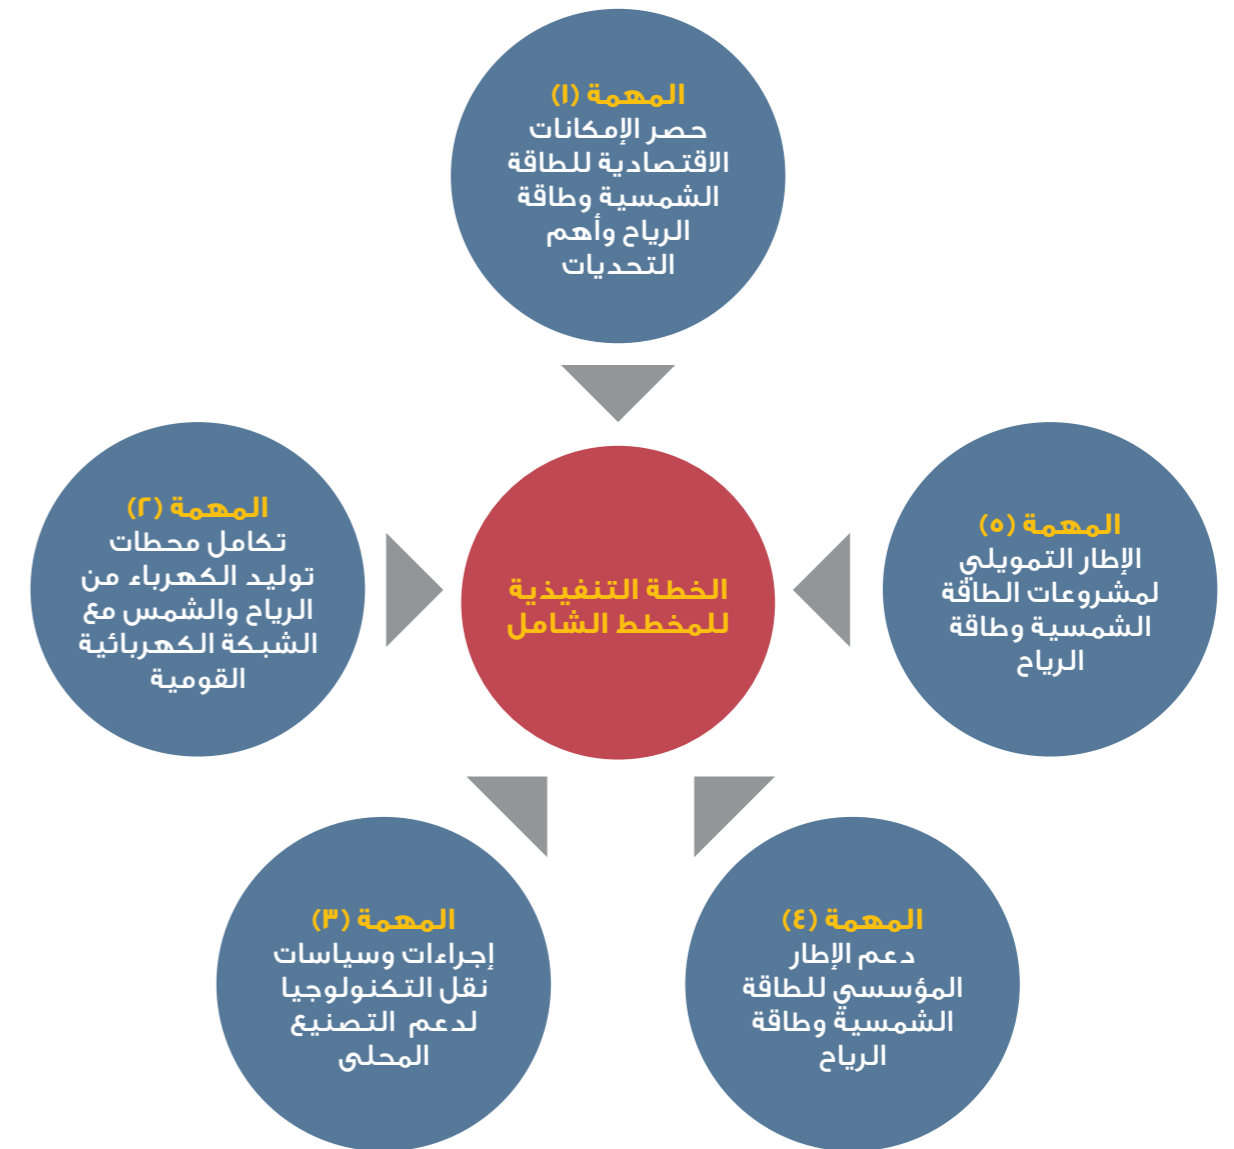 المهمة (١)
حصر الإمكانات
الاقتصادية للطاقة
الشمسية وطاقة
الرياح وأهم
التحديات
المهمة (٢)
تكامل محطات
توليد الكهرباء من
الرياح والشمس مع
الشبكة الكهربائية
القومية
المهمة (٣)
إجراءات وسياسات
نقل التكنولوجيا
لدعم التصنيع
المحلى
المهمة (٤)
دعم الإطار
المؤسسي للطاقة
الشمسية وطاقة
الرياح
المهمة (٥)
الإطار التمويلي
لمشروعات الطاقة
الشمسية وطاقة
الرياح
الخطة التنفيذية
للمخطط الشامل